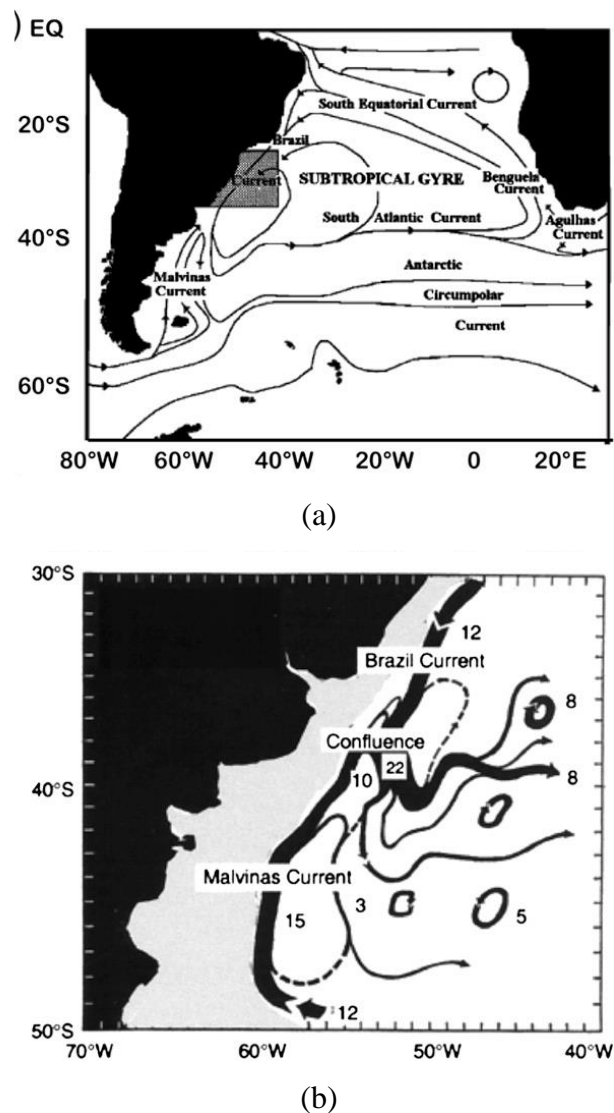 ) EQ
20°S
40°S
60°S
South Equatorial Current
Brazil
Current
SUBTROPICAL GYRE
Benguela
Current
South Atlantic Current
Agulhas
Current
Malvinas
Current
Antarctic
Circumpolar
Current
80°W 60°W 40°W 20°W 0 20°E
(a)
30°S
12
Brazil Current
8
Confluence
10
22
8
40°S
Malvinas Current
15
3
5
12
50°S
70°W 60°W 50°W 40°W
(b)